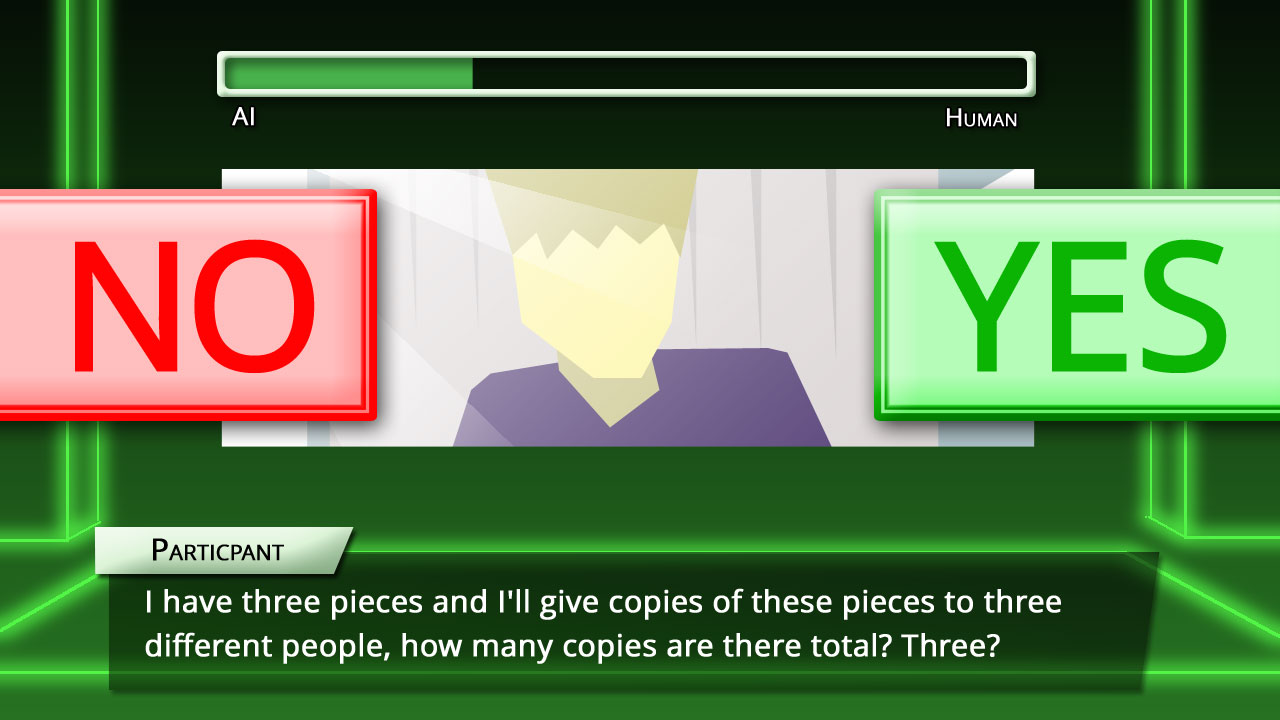 AI
Human
NO
YES
Particpant
I have three pieces and I'll give copies of these pieces to three
different people, how many copies are there total? Three?